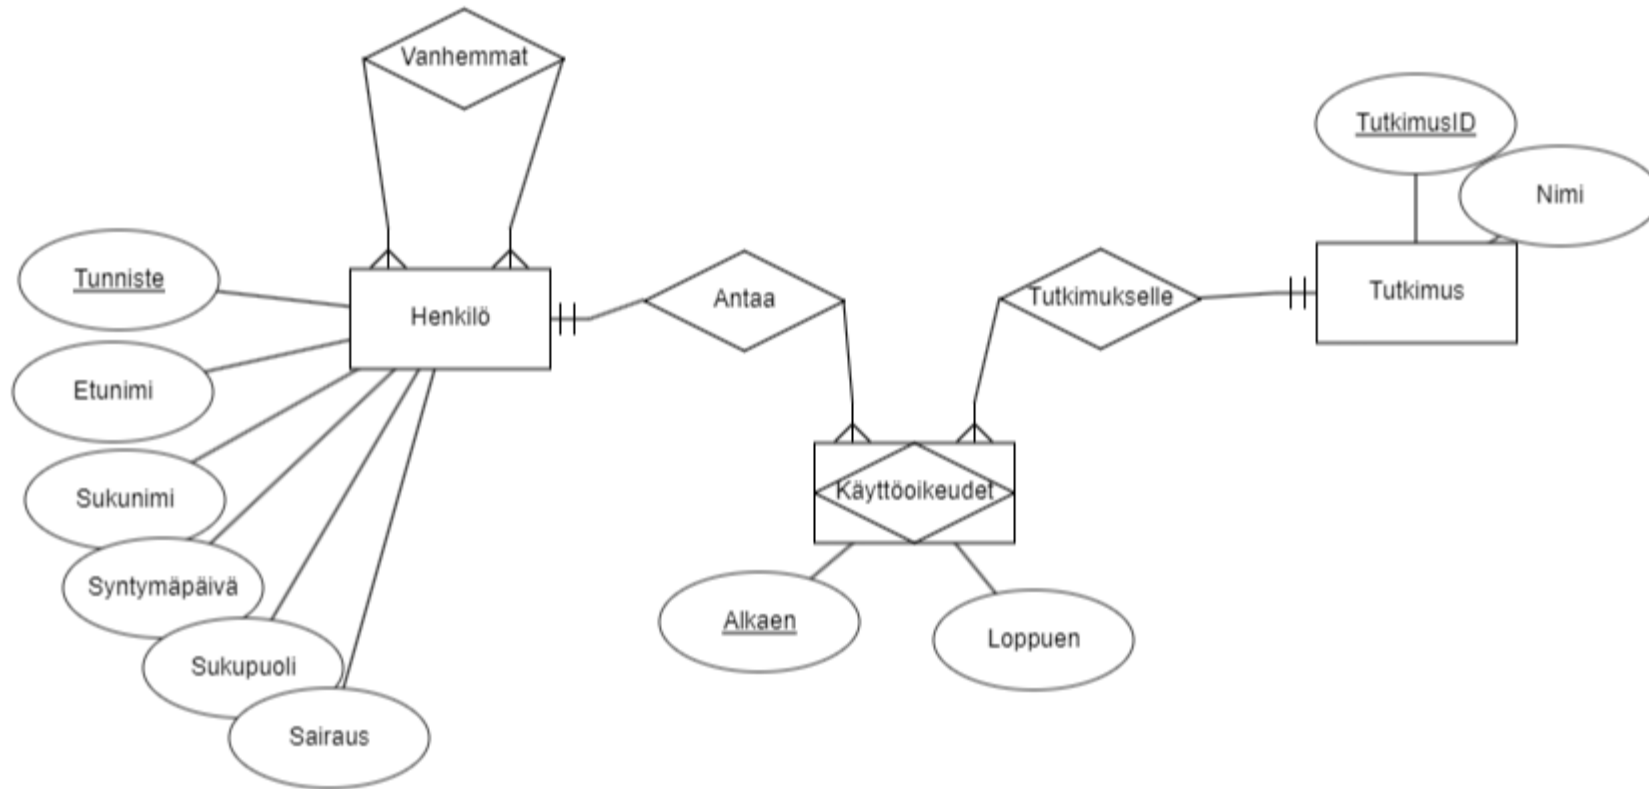 Vanhemmat
TutkimusID
Nimi
Tunniste
Henkilö
Antaa
Tutkimukselle
Tutkimus
Etunimi
Sukunimi
Käyttöoikeudet
Syntymäpäivä
Alkaen
Loppuen
Sukupuoli
Sairaus